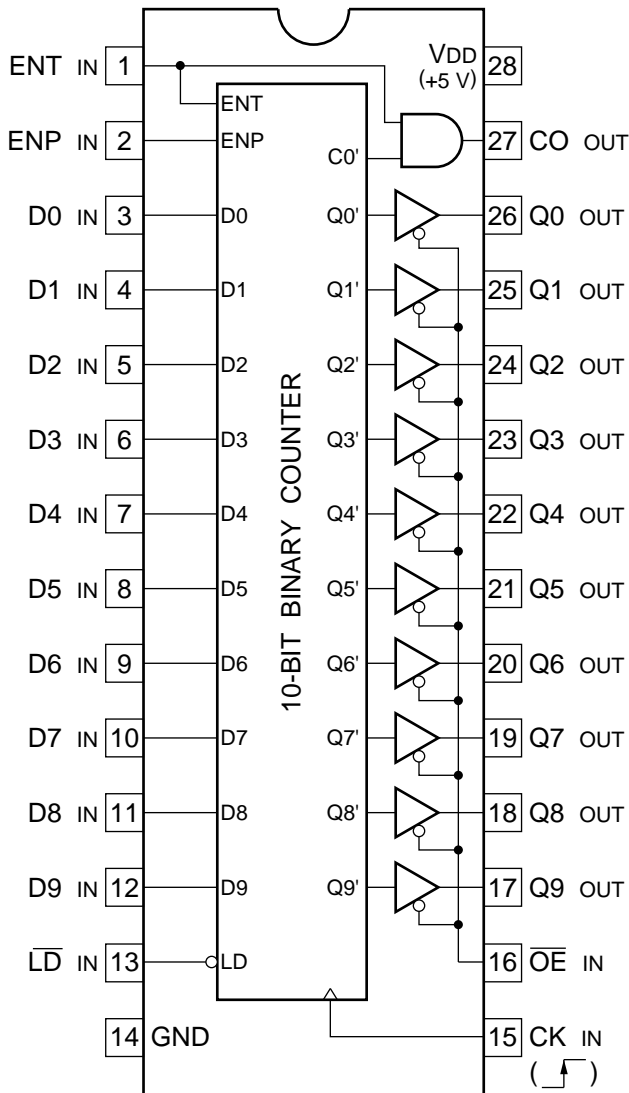 ENT IN 1
VDD
(+5 V) 28
ENT
ENP IN 2
ENP
C0'
27 CO OUT
D0 IN 3
D0
Q0'
26 Q0 OUT
D1 IN 4
D1
Q1'
25 Q1 OUT
D2 IN 5
D2
Q2'
24 Q2 OUT
D3 IN 6
D3
Q3'
23 Q3 OUT
D4 IN 7
D4
Q4'
22 Q4 OUT
D5 IN 8
D5
Q5'
21 Q5 OUT
D6 IN 9
D6
Q6'
20 Q6 OUT
D7 IN 10
D7
Q7'
19 Q7 OUT
D8 IN 11
D8
Q8'
18 Q8 OUT
D9 IN 12
D9
Q9'
17 Q9 OUT
10-BIT BINARY COUNTER
L̅D̅ IN 13
LD
16 O̅E̅ IN
14 GND
15 CK IN
( )